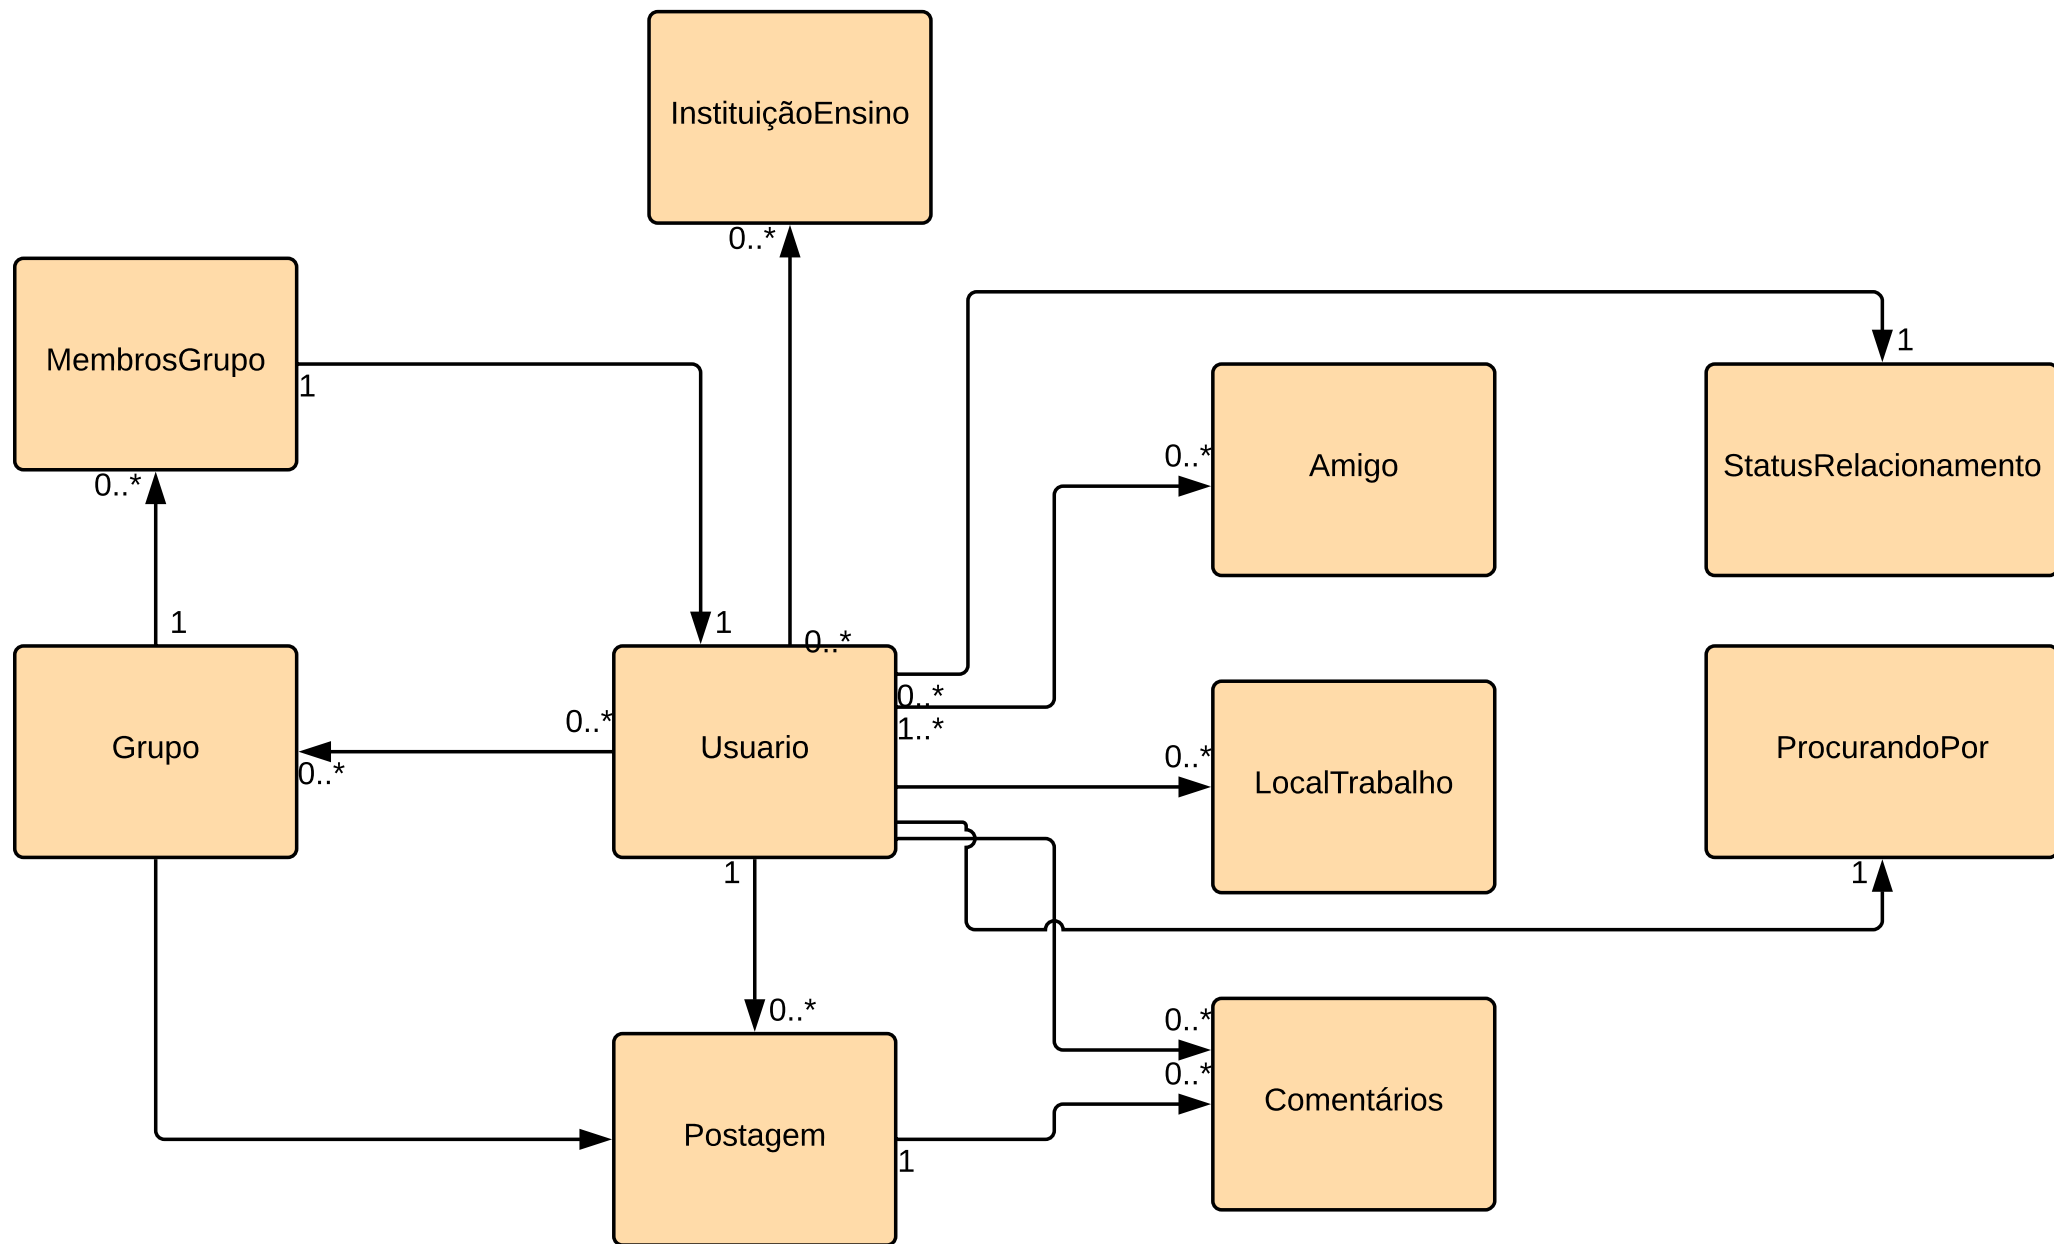 InstituiçãoEnsino
0..*
MembrosGrupo
1
0..*
1
StatusRelacionamento
Amigo
0..*
1
1
0..*
0..*
1..*
Grupo
0..*
0..*
Usuario
0..*
LocalTrabalho
ProcurandoPor
1
1
0..*
0..*
0..*
Comentários
Postagem
1